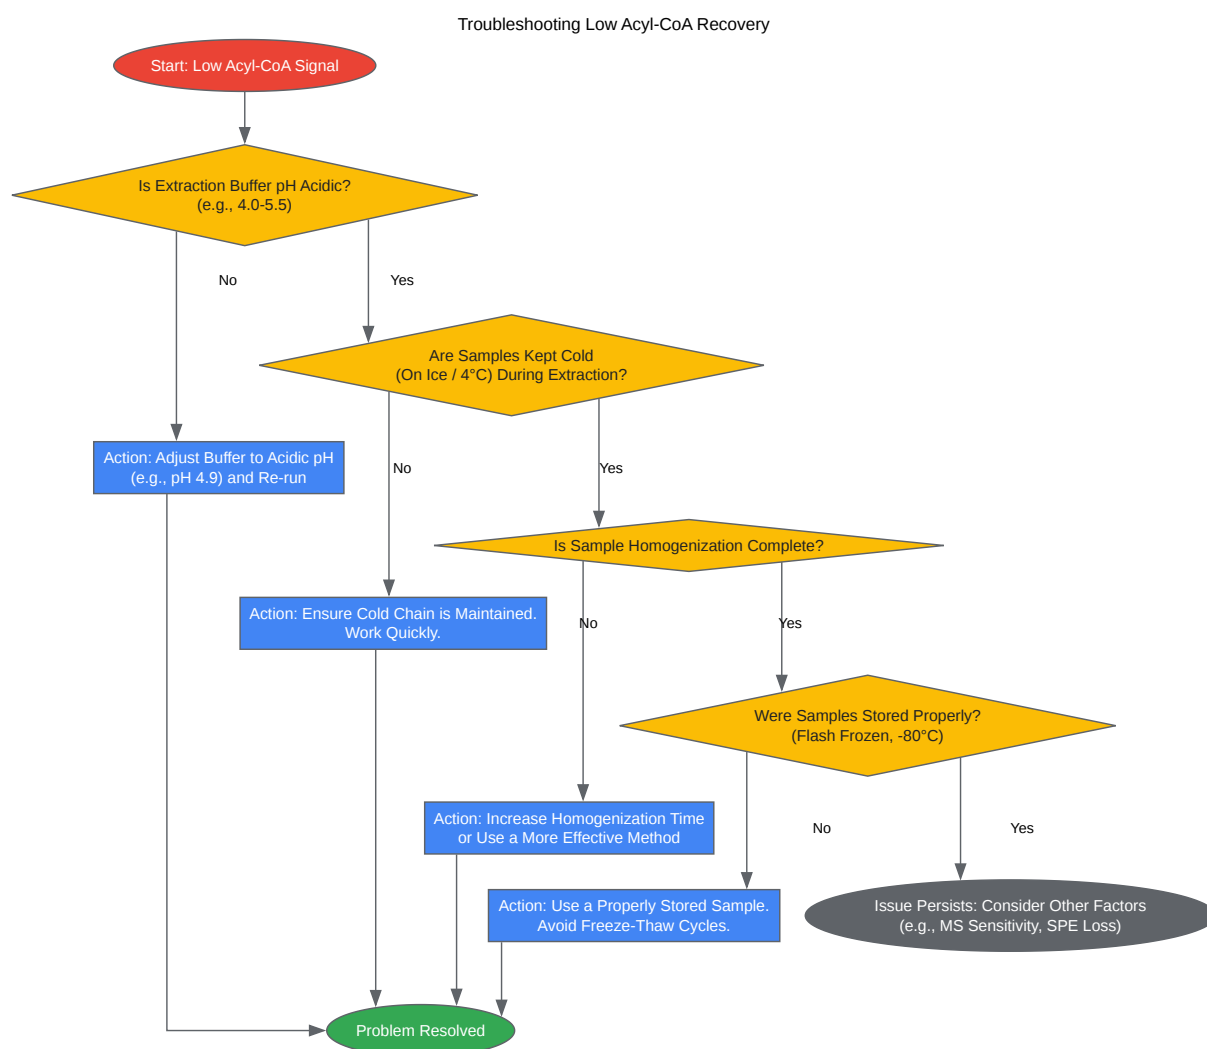 Troubleshooting Low Acyl-CoA Recovery
Start: Low Acyl-CoA Signal
Is Extraction Buffer pH Acidic?
(e.g., 4.0-5.5)
No
Yes
Are Samples Kept Cold
(On Ice / 4°C) During Extraction?
Action: Adjust Buffer to Acidic pH
(e.g., pH 4.9) and Re-run
No
Yes
Is Sample Homogenization Complete?
Action: Ensure Cold Chain is Maintained.
Work Quickly.
No
Yes
Were Samples Stored Properly?
(Flash Frozen, -80°C)
Action: Increase Homogenization Time
or Use a More Effective Method
No
Yes
Action: Use a Properly Stored Sample.
Avoid Freeze-Thaw Cycles.
Issue Persists: Consider Other Factors
(e.g., MS Sensitivity, SPE Loss)
Problem Resolved